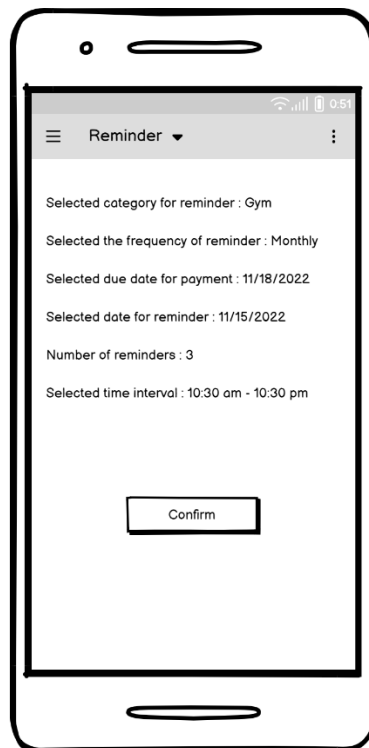 0:51
Reminder
Selected category for reminder : Gym
Selected the frequency of reminder : Monthly
Selected due date for payment : 11/18/2022
Selected date for reminder : 11/15/2022
Number of reminders : 3
Selected time interval : 10:30 am - 10:30 pm
Confirm